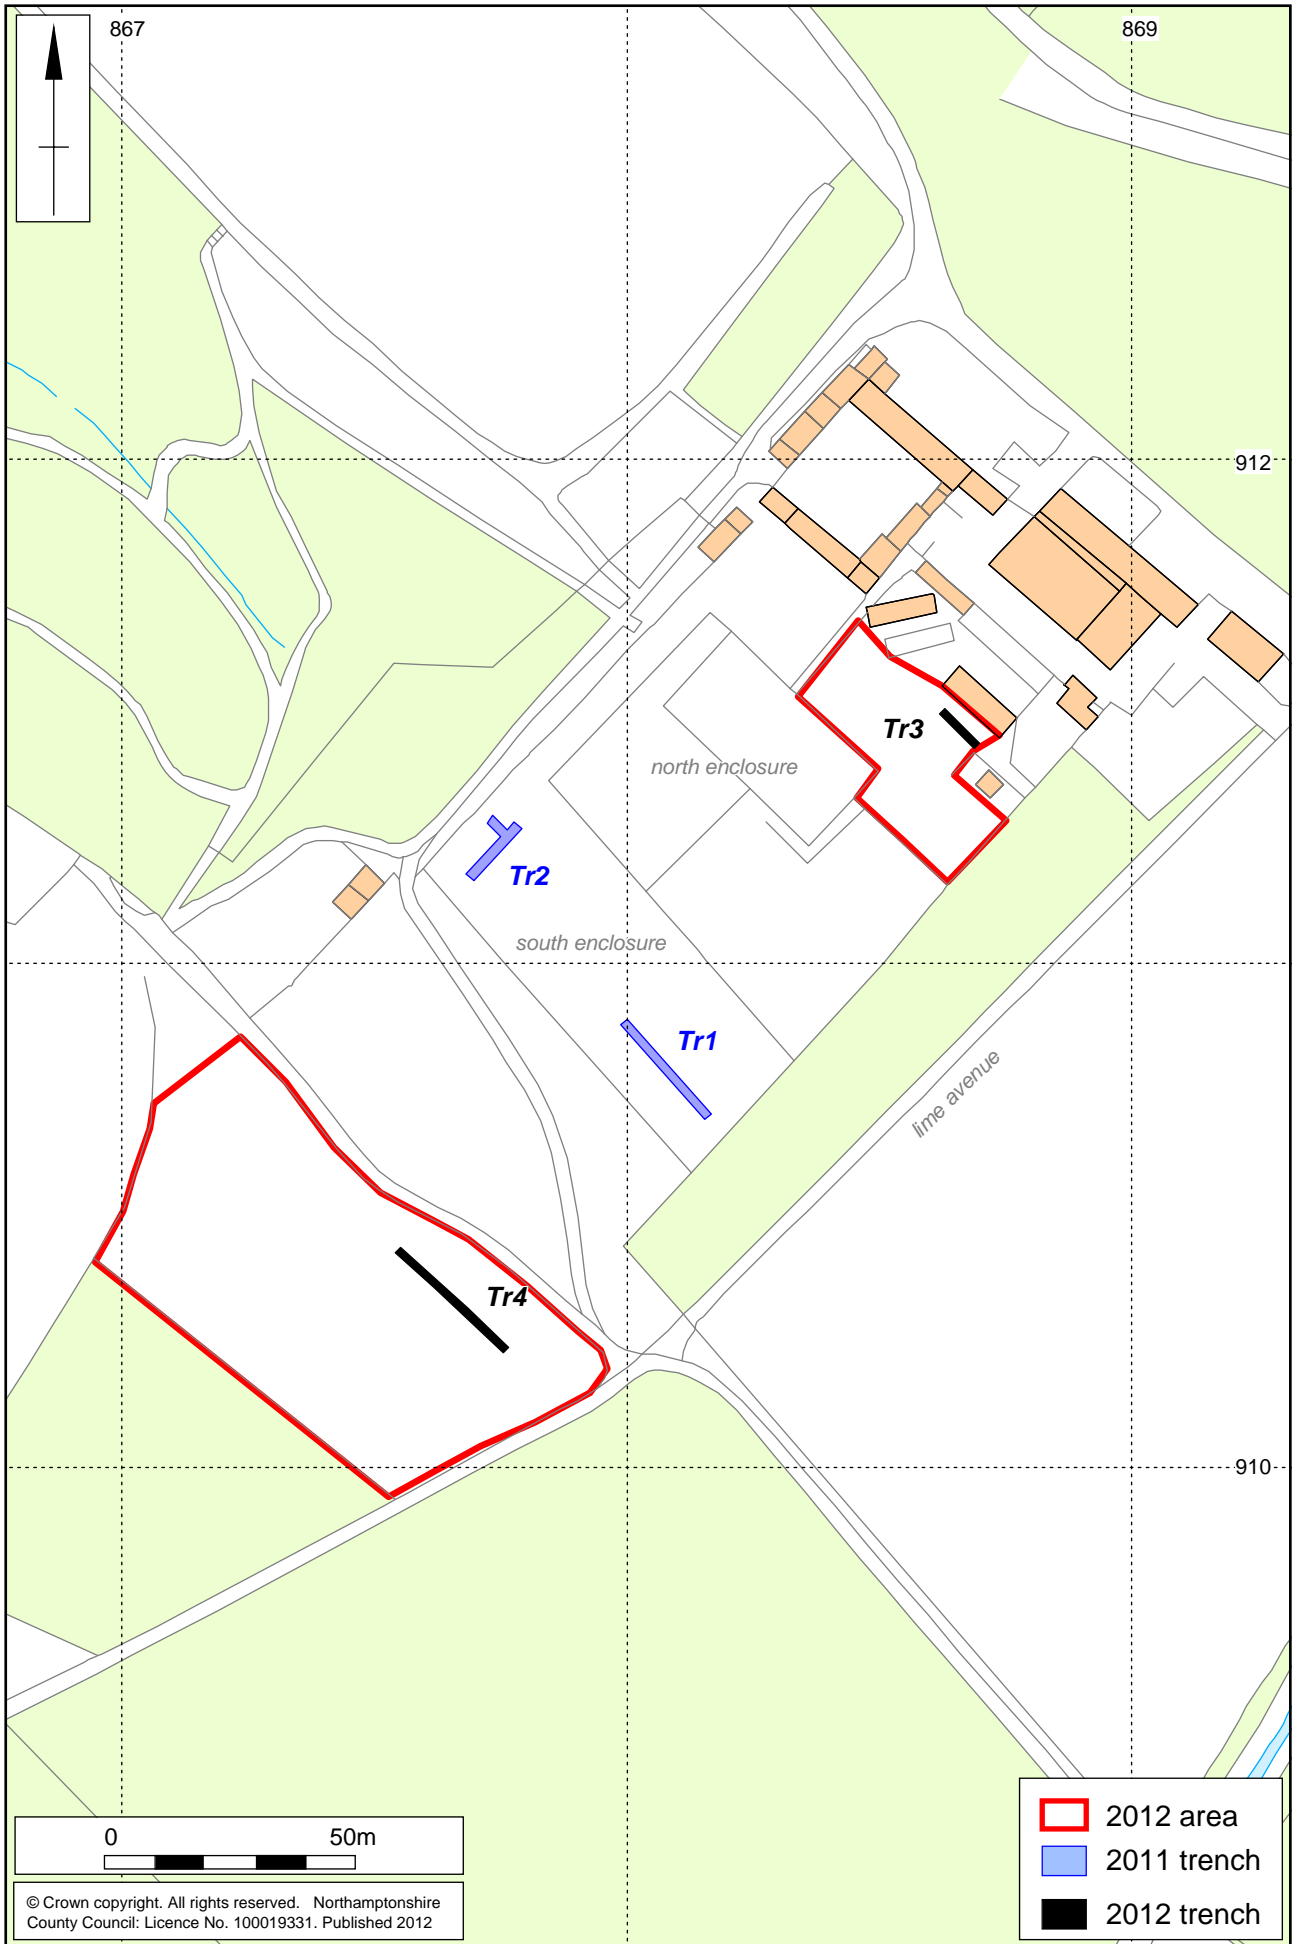 867
869
912
Tr3
north enclosure
Tr2
south enclosure
Tr1
lime avenue
Tr4
910
0 50m
© Crown copyright. All rights reserved. Northamptonshire
County Council: Licence No. 100019331. Published 2012
2012 area
2011 trench
2012 trench